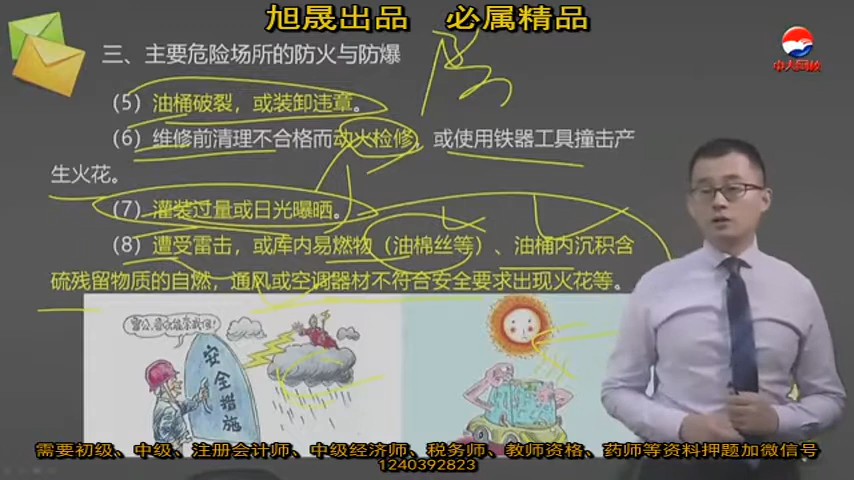 旭晟出品 必属精品
三、主要危险场所的防火与防爆
(5)油桶破裂，或装卸违章。
(6)维修前清理不合格而动火检修，或使用铁器工具撞击产
生火花。
(7)灌装过量或日光曝晒。
(8)遭受雷击，或库内易燃物（油棉丝等）、油桶内沉积含
硫残留物质的自燃，通风或空调器材不符合安全要求出现火花等。
安全措施
需要初级、中级、注册会计师、中级经济师、税务师、教师资格、药师等资料押题加微信号
1240392823